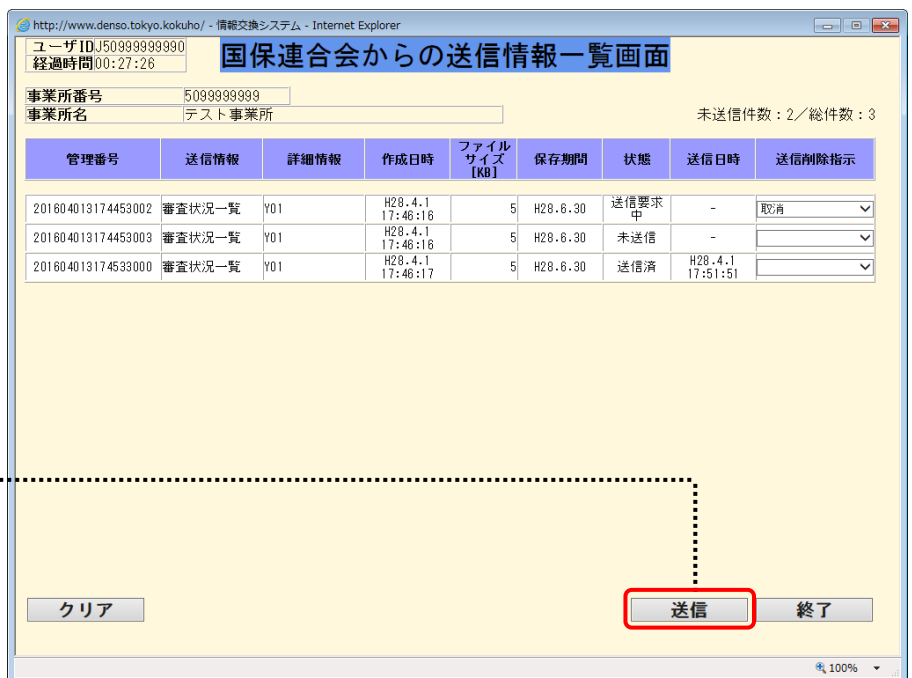 http://www.denso.tokyo.kokuho/ - 情報交換システム - Internet Explorer
ユーザID J50999999990
経過時間 00:27:26
国保連合会からの送信情報一覧画面
事業所番号 5099999999
事業所名 テスト事業所
未送信件数：2／総件数：3
管理番号 送信情報 詳細情報 作成日時 ファイルサイズ[KB] 保存期間 状態 送信日時 送信削除指示
201604013174453002 審査状況一覧 Y01 H28.4.1 17:46:16 5 H28.6.30 送信要求中 - 取消
201604013174453003 審査状況一覧 Y01 H28.4.1 17:46:16 5 H28.6.30 未送信 -
201604013174533000 審査状況一覧 Y01 H28.4.1 17:46:17 5 H28.6.30 送信済 H28.4.1 17:51:51
クリア 送信 終了
100%